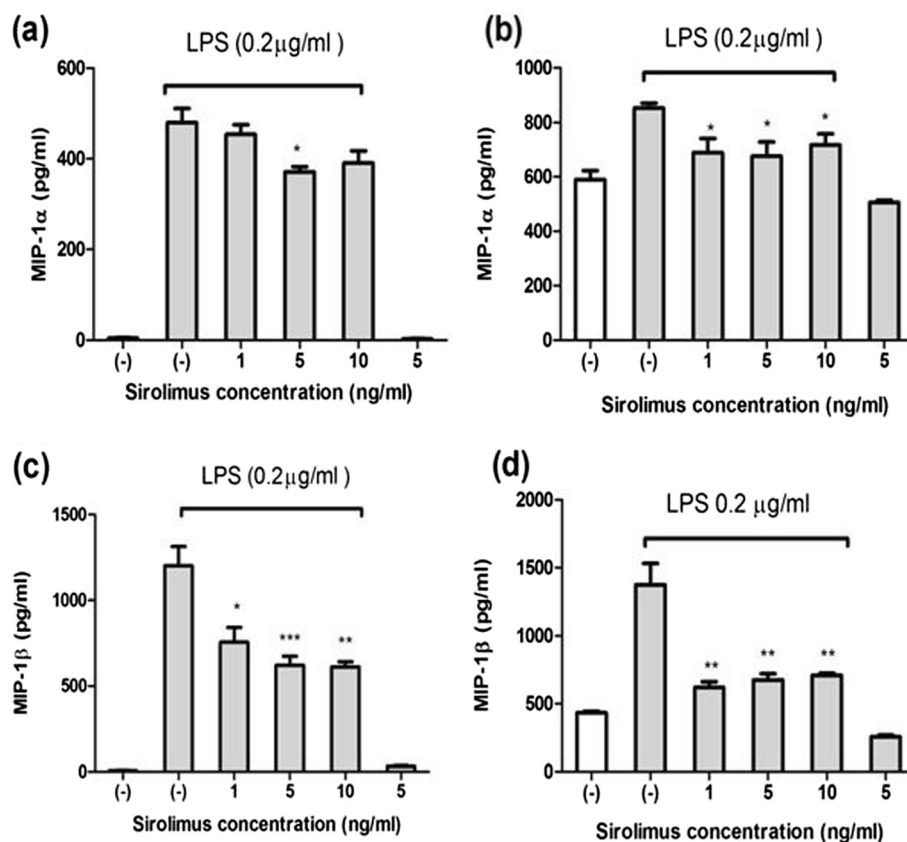 (a)
LPS (0.2μg/ml)
600
400
200
0
MIP-1α (pg/ml)
*
(-) (-) 1 5 10 5
Sirolimus concentration (ng/ml)
(b)
LPS (0.2μg/ml)
1000
800
600
400
200
0
MIP-1α (pg/ml)
* * *
(-) (-) 1 5 10 5
Sirolimus concentration (ng/ml)
(c)
LPS (0.2μg/ml )
1500
1000
500
0
MIP-1β (pg/ml)
* *** **
(-) (-) 1 5 10 5
Sirolimus concentration (ng/ml)
(d)
LPS 0.2 μg/ml
2000
1500
1000
500
0
MIP-1β (pg/ml)
** ** **
(-) (-) 1 5 10 5
Sirolimus concentration (ng/ml)